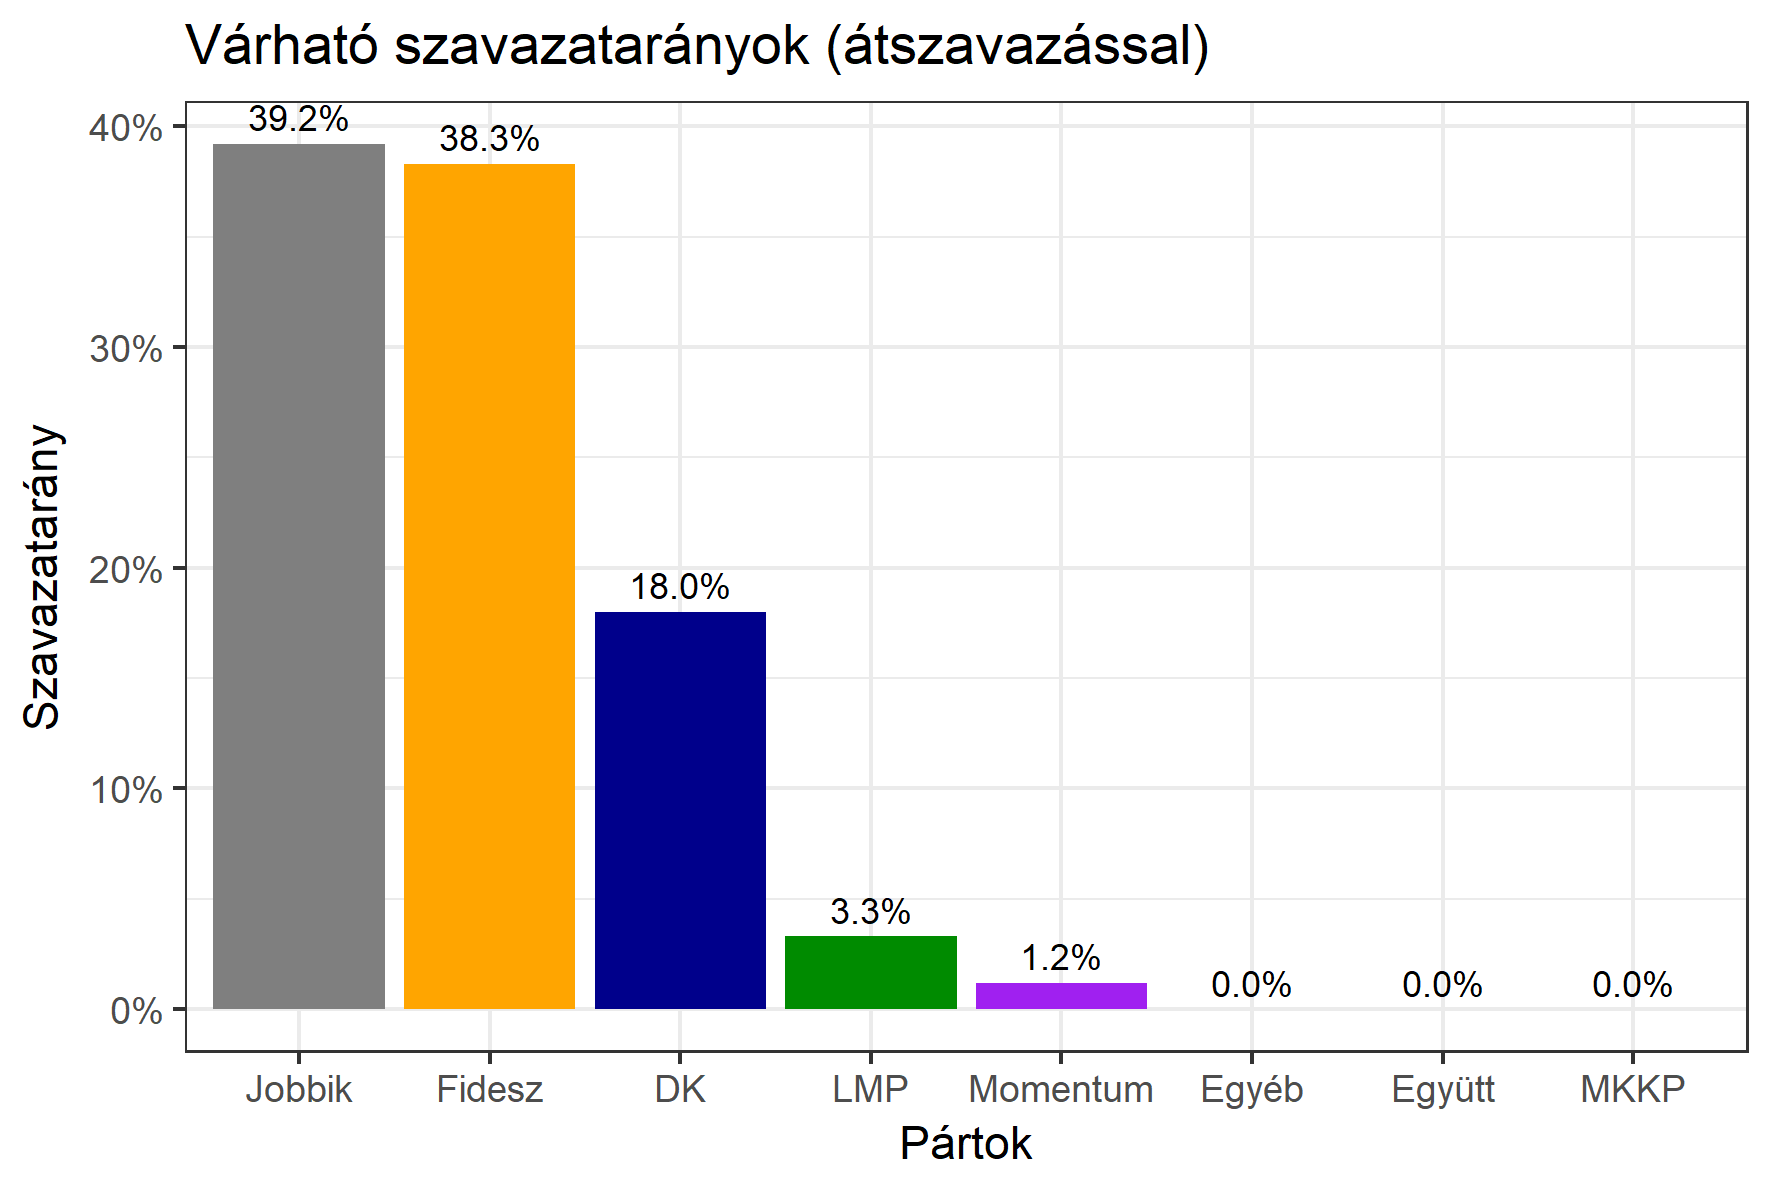 Várható szavazatarányok (átszavazással)
39.2%
38.3%
18.0%
3.3%
1.2%
0.0%
0.0%
0.0%
40%
30%
20%
10%
0%
Szavazatarány
Jobbik
Fidesz
DK
LMP
Momentum
Egyéb
Együtt
MKKP
Pártok